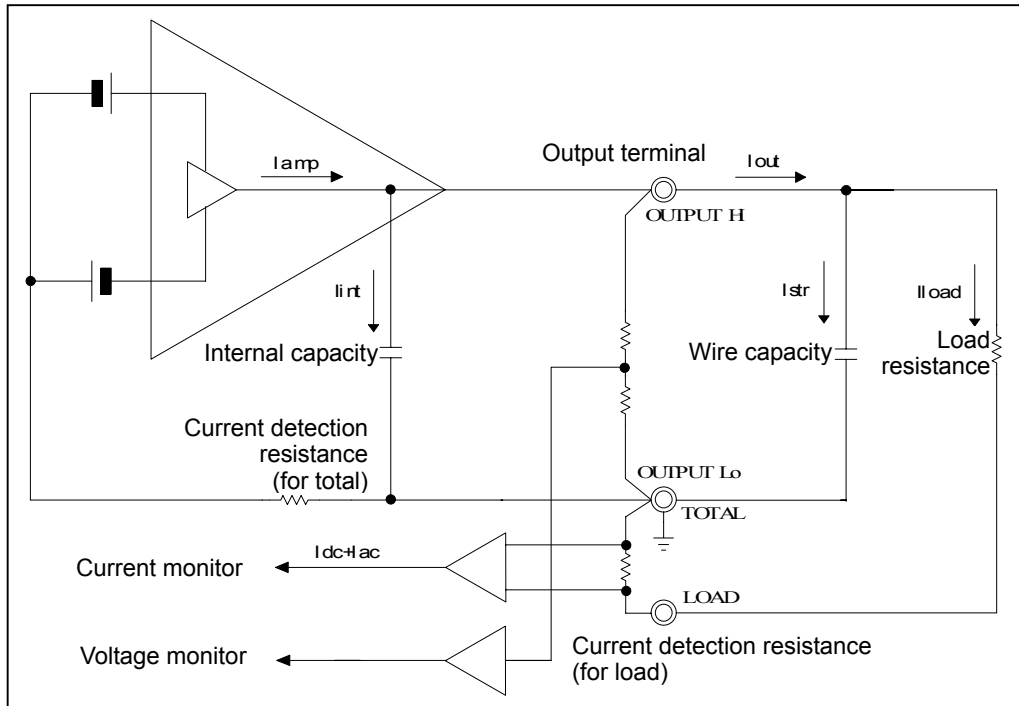 Output terminal
Iamp
Iout
OUTPUT H
Iint
Istr
Iload
Internal capacity
Wire capacity
Load
resistance
Current detection
resistance
(for total)
OUTPUT Lo
TOTAL
Idc+Iac
Current monitor
LOAD
Voltage monitor
Current detection resistance
(for load)